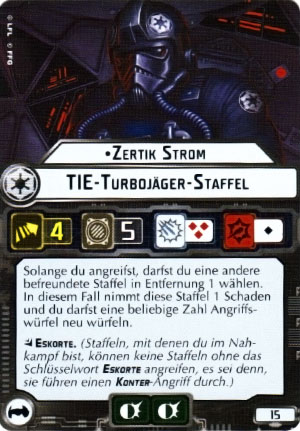 © LFL © FFG
•Zertik Strom
TIE-Turbojäger-Staffel
4
5
Solange du angreifst, darfst du eine andere
befreundete Staffel in Entfernung 1 wählen.
In diesem Fall nimmt diese Staffel 1 Schaden
und du darfst eine beliebige Zahl Angriffs-
würfel neu würfeln.
Eskorte. (Staffeln, mit denen du im Nah-
kampf bist, können keine Staffeln ohne das
Schlüsselwort Eskorte angreifen, es sei denn,
sie führen einen Konter-Angriff durch.)
15